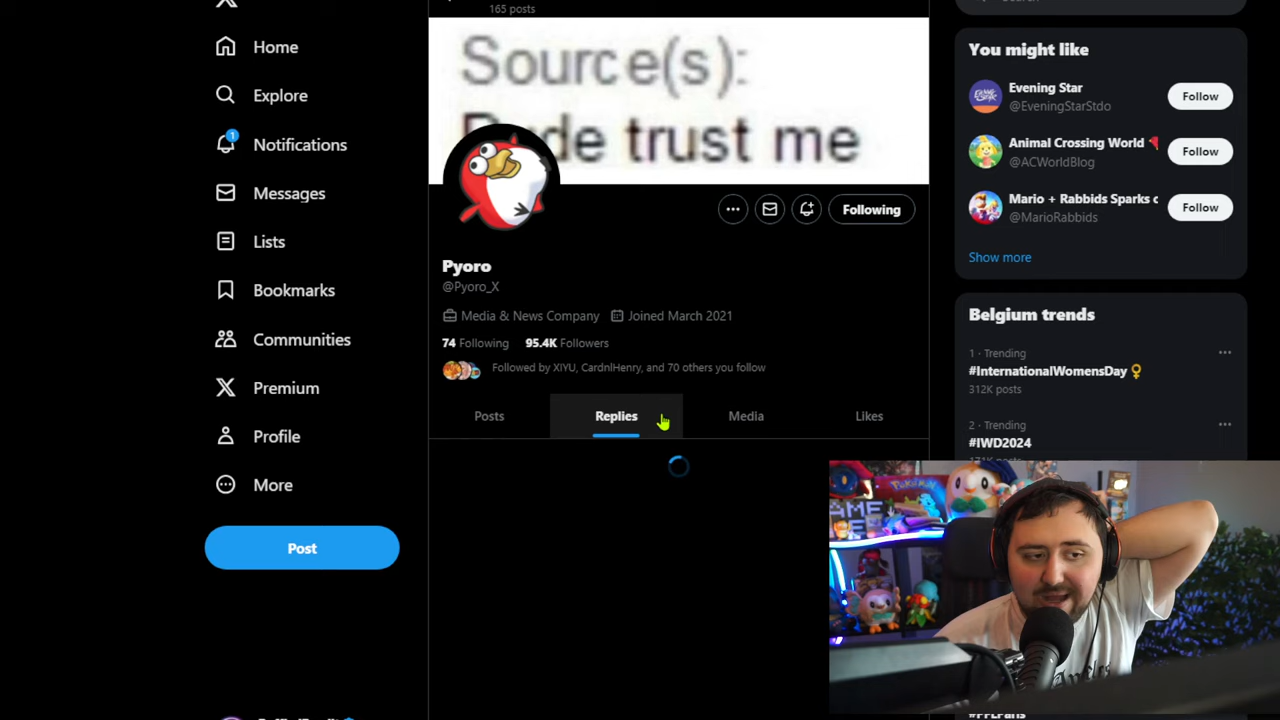 165 posts
Source(s):
trust me
Home
Explore
1
Notifications
Messages
Lists
Bookmarks
Communities
Premium
Profile
More
Post
Following
Pyoro
@Pyoro_X
Media & News Company Joined March 2021
74 Following 95.4K Followers
Followed by XIYU, CardnlHenry, and 70 others you follow
Posts Replies Media Likes
You might like
Evening Star
@EveningStarStdo
Follow
Animal Crossing World
@ACWorldBlog
Follow
Mario + Rabbids Sparks
@MarioRabbids
Follow
Show more
Belgium trends
1 · Trending
#InternationalWomensDay
312K posts
2 · Trending
#IWD2024